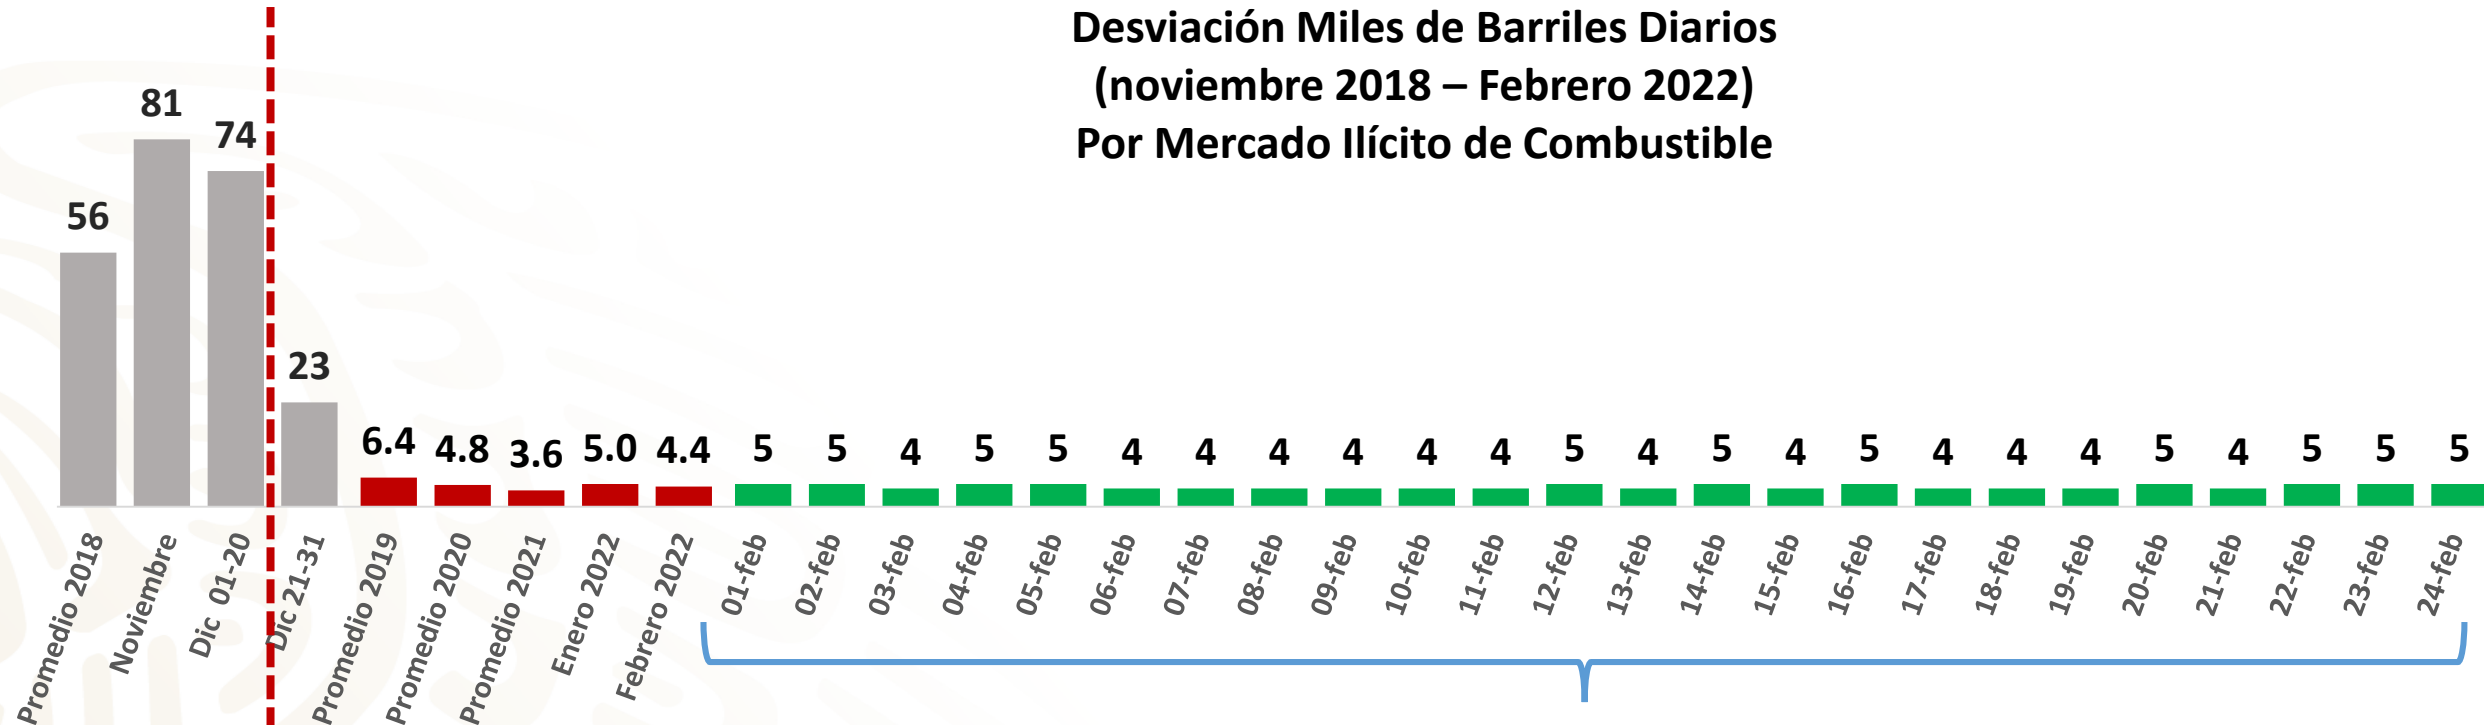 Desviación Miles de Barriles Diarios
(noviembre 2018 – Febrero 2022)
Por Mercado Ilícito de Combustible
56
81
74
23
6.4
4.8
3.6
5.0
4.4
5
5
4
5
5
4
4
4
4
4
4
5
4
5
4
5
4
4
4
5
4
5
5
5
Promedio 2018
Noviembre
Dic 01-20
Dic 21-31
Promedio 2019
Promedio 2020
Promedio 2021
Enero 2022
Febrero 2022
01-feb
02-feb
03-feb
04-feb
05-feb
06-feb
07-feb
08-feb
09-feb
10-feb
11-feb
12-feb
13-feb
14-feb
15-feb
16-feb
17-feb
18-feb
19-feb
20-feb
21-feb
22-feb
23-feb
24-feb